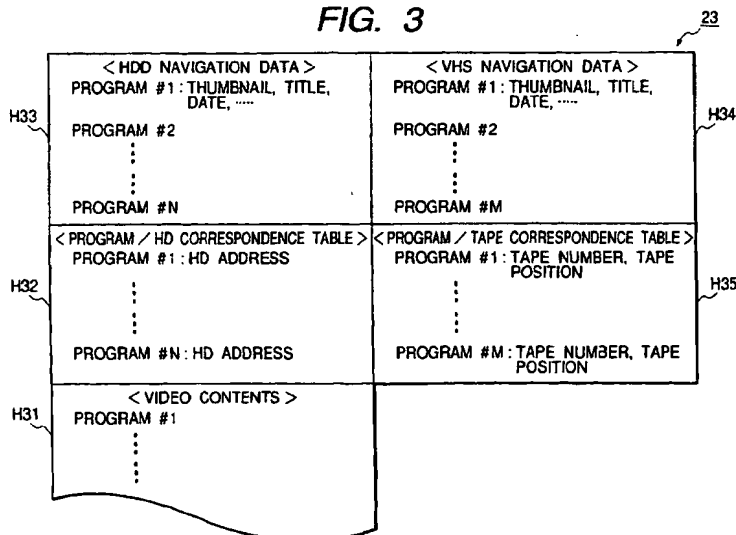 FIG. 3
23
< HDD NAVIGATION DATA >
PROGRAM #1 : THUMBNAIL, TITLE,
DATE, ·····
PROGRAM #2
PROGRAM #N
H33
< VHS NAVIGATION DATA >
PROGRAM #1 : THUMBNAIL, TITLE,
DATE, ·····
PROGRAM #2
PROGRAM #M
H34
< PROGRAM / HD CORRESPONDENCE TABLE >
PROGRAM #1 : HD ADDRESS
PROGRAM #N : HD ADDRESS
H32
< PROGRAM / TAPE CORRESPONDENCE TABLE >
PROGRAM #1 : TAPE NUMBER, TAPE
POSITION
PROGRAM #M : TAPE NUMBER, TAPE
POSITION
H35
< VIDEO CONTENTS >
PROGRAM #1
H31